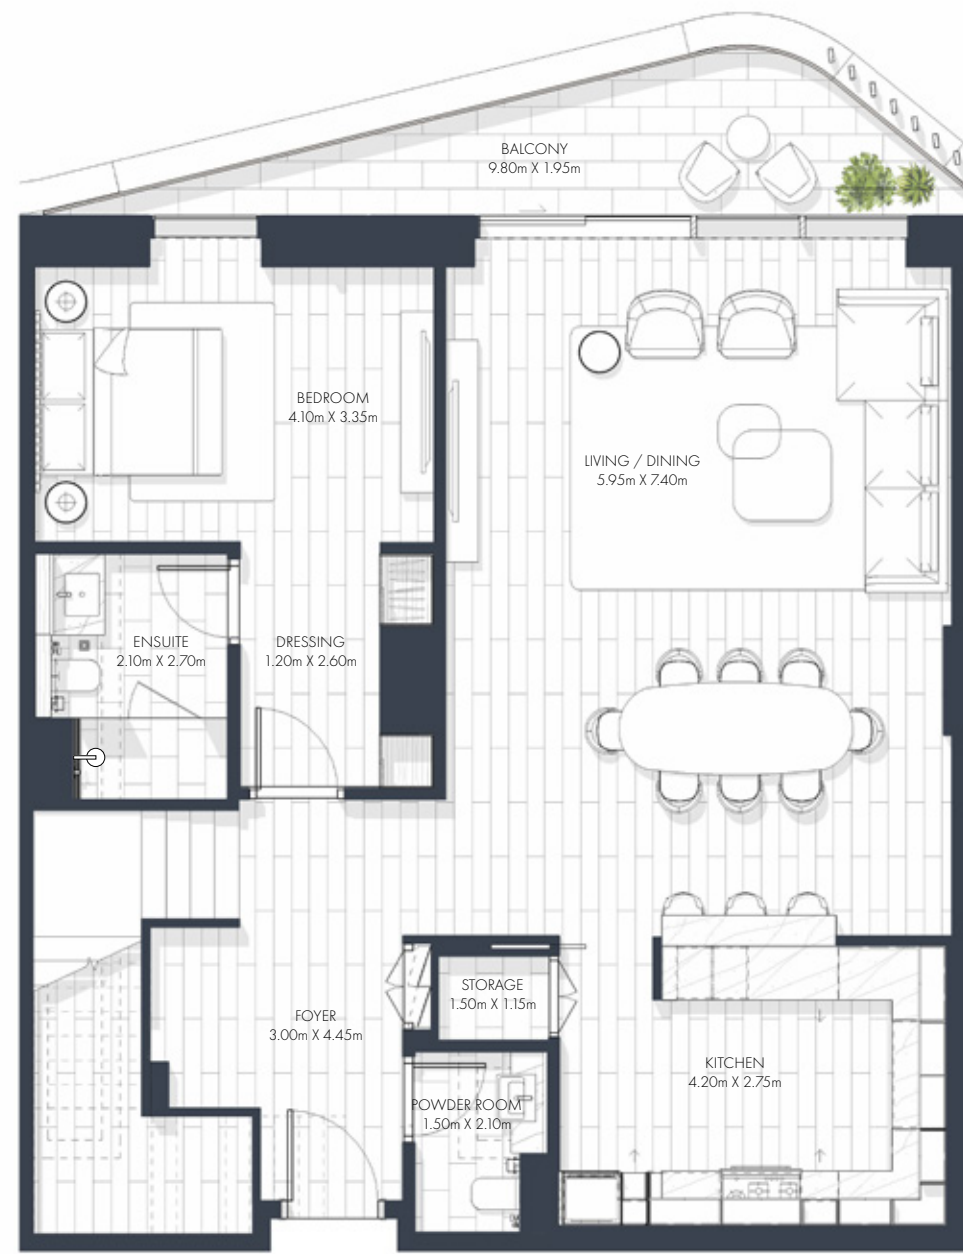 BALCONY
9.80m X 1.95m
BEDROOM
4.10m X 3.35m
LIVING / DINING
5.95m X 7.40m
ENSUITE
2.10m X 2.70m
DRESSING
1.20m X 2.60m
STORAGE
1.50m X 1.15m
FOYER
3.00m X 4.45m
KITCHEN
4.20m X 2.75m
POWDER ROOM
1.50m X 2.10m